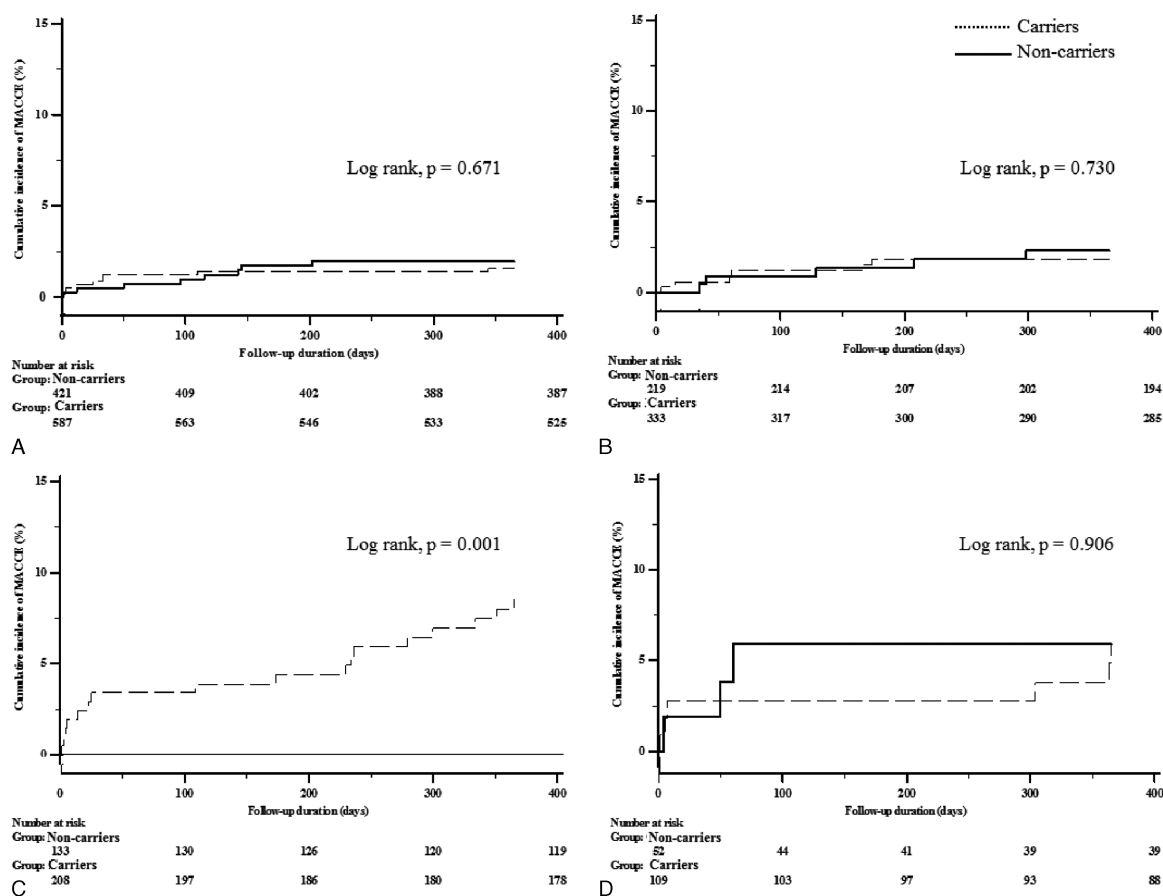 Carriers
Non-carriers
Cumulative incidence of MACCE (%)
15
10
5
0
Log rank, p = 0.671
0 100 200 300 400
Follow-up duration (days)
Number at risk
Group: Non-carriers
421 409 402 388 387
Group: Carriers
587 563 546 533 525
A
Cumulative incidence of MACCE (%)
15
10
5
0
Log rank, p = 0.730
0 100 200 300 400
Follow-up duration (days)
Number at risk
Group: Non-carriers
219 214 207 202 194
Group: Carriers
333 317 300 290 285
B
Cumulative incidence of MACCE (%)
15
10
5
0
Log rank, p = 0.001
0 100 200 300 400
Follow-up duration (days)
Number at risk
Group: Non-carriers
133 130 126 120 119
Group: Carriers
208 197 186 180 178
C
Cumulative incidence of MACCE (%)
15
10
5
0
Log rank, p = 0.906
0 100 200 300 400
Follow-up duration (days)
Number at risk
Group: Non-carriers
52 44 41 39 39
Group: Carriers
109 103 97 93 88
D